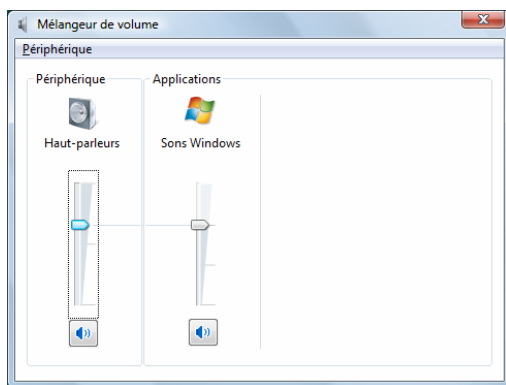 Mélangeur de volume
Périphérique
Périphérique
Applications
Haut-parleurs
Sons Windows